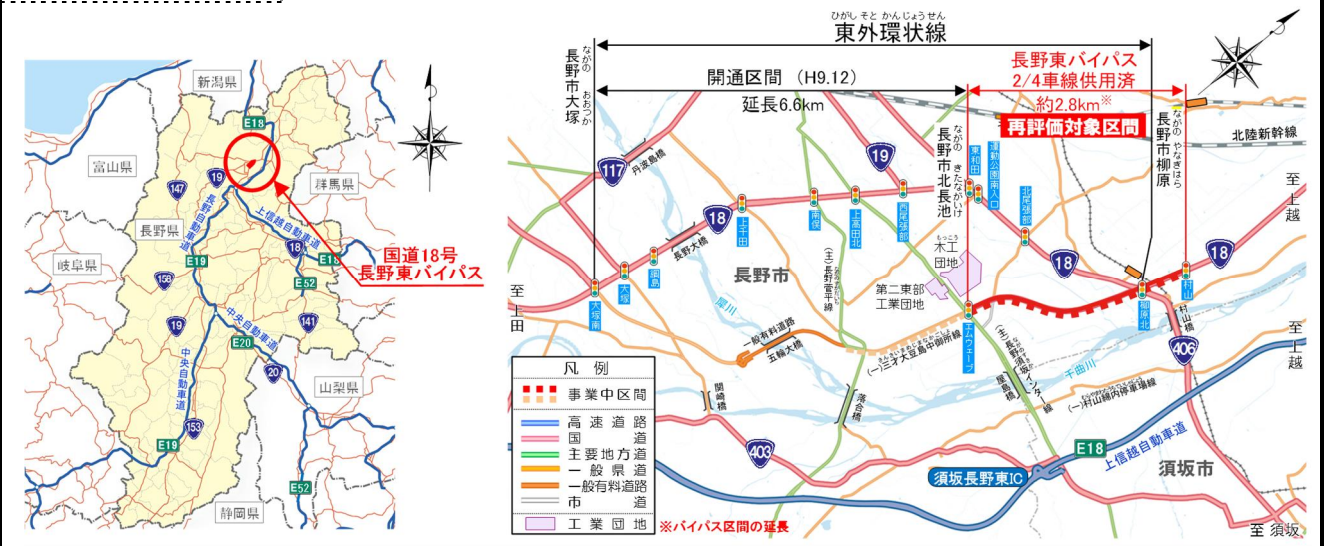 新潟県
富山県
群馬県
長野県
岐阜県
山梨県
静岡県
E18
19
147
長野自動車道
上信越自動車道
18
E18
E19
E52
158
19
141
中央自動車道
E20
中央自動車道
20
153
E19
E52
国道18号
長野東バイパス
ひがしそとかんじょうせん
東外環状線
ながの おおつか
長野市大塚
開通区間 (H9.12)
延長6.6km
長野東バイパス
2/4車線供用済
約2.8km※
再評価対象区間
ながの きたながいけ
長野市北長池
ながの やなぎはら
長野市柳原
北陸新幹線
117
丹波島橋
19
東和田
運動公園南入口
北尾張部
至上越
18
上千田
南俣
上高田北
西尾張部
長野大橋
もっこう
木工
団地
18
18
村山
柳原北
長野市
(主)長野菅平線
第二東部
工業団地
村山橋
至上田
大塚南
大塚
犀川
一般有料道路
五輪大橋
(一)三才大豆島中御所線
エムウェーブ
(主)長野須坂インター線
屋島橋
千曲川
406
至上越
(一)村山綿内停車場線
関崎橋
落合橋
403
E18
上信越自動車道
須坂長野東IC
須坂市
至 須坂
凡 例
事業中区間
高速道路
国道
主要地方道
一般県道
一般有料道路
市道
工業団地
※バイパス区間の延長